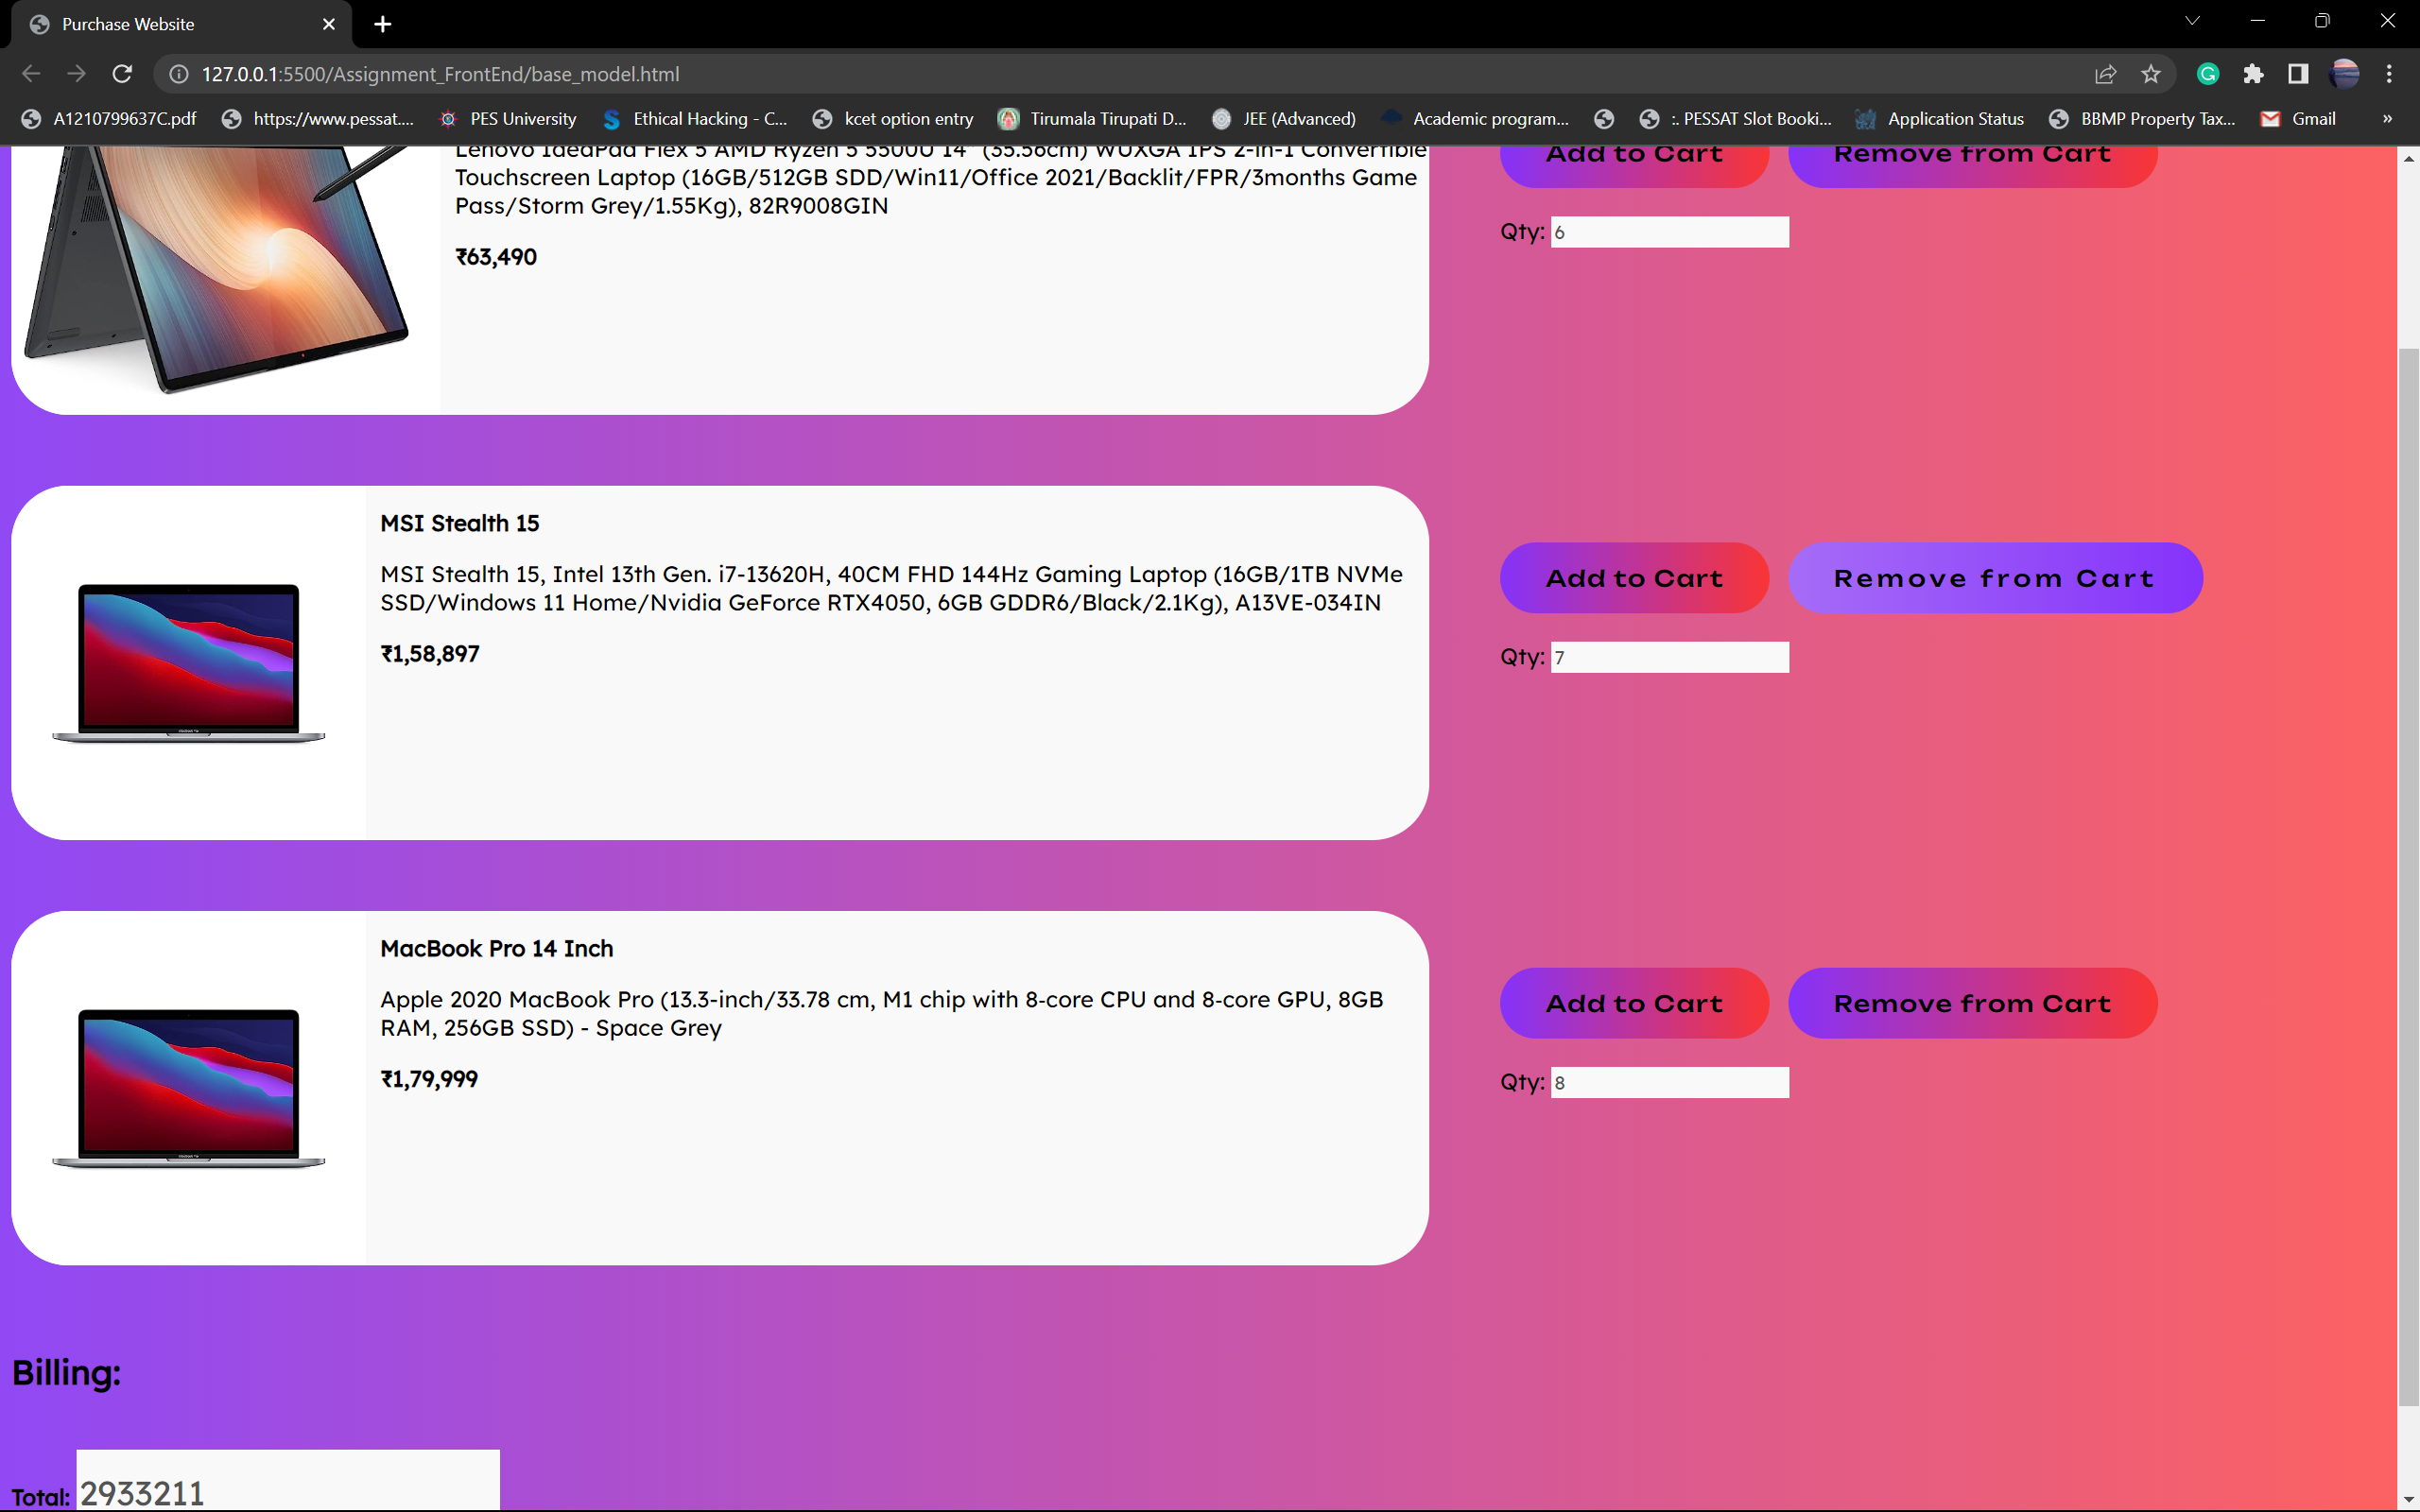 Purchase Website
127.0.0.1:5500/Assignment_FrontEnd/base_model.html
A1210799637C.pdf https://www.pessat.... PES University Ethical Hacking - C... kcet option entry Tirumala Tirupati D... JEE (Advanced) Academic program... :. PESSAT Slot Booki... Application Status BBMP Property Tax... Gmail »
Lenovo IdeaPad Flex 5 AMD Ryzen 5 5500U 14" (35.56cm) WUXGA IPS 2-in-1 Convertible
Touchscreen Laptop (16GB/512GB SDD/Win11/Office 2021/Backlit/FPR/3months Game
Pass/Storm Grey/1.55Kg), 82R9008GIN
₹63,490
Add to Cart Remove from Cart
Qty: 6
MSI Stealth 15
MSI Stealth 15, Intel 13th Gen. i7-13620H, 40CM FHD 144Hz Gaming Laptop (16GB/1TB NVMe
SSD/Windows 11 Home/Nvidia GeForce RTX4050, 6GB GDDR6/Black/2.1Kg), A13VE-034IN
₹1,58,897
Add to Cart Remove from Cart
Qty: 7
MacBook Pro 14 Inch
Apple 2020 MacBook Pro (13.3-inch/33.78 cm, M1 chip with 8-core CPU and 8-core GPU, 8GB
RAM, 256GB SSD) - Space Grey
₹1,79,999
Add to Cart Remove from Cart
Qty: 8
Billing:
Total: 2933211